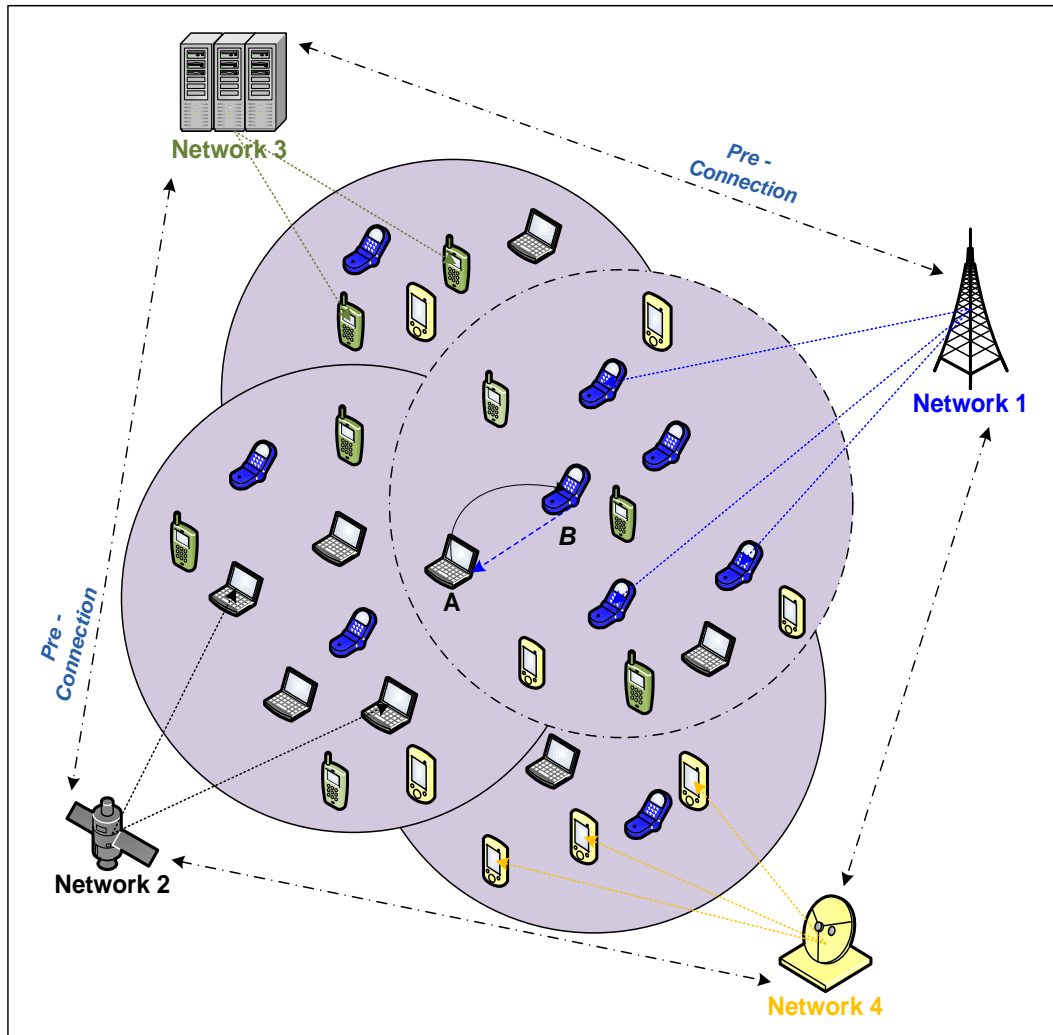 Network 3
Pre -
Connection
Network 1
B
A
Pre -
Connection
Network 2
Network 4